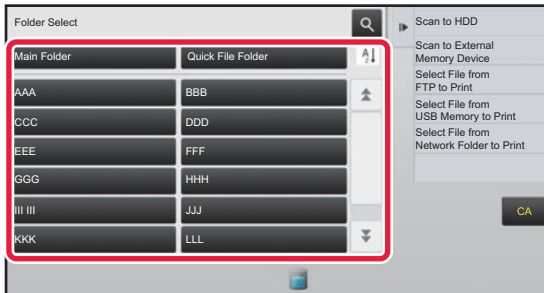 Folder Select
Main Folder
Quick File Folder
A
Z
AAA
BBB
CCC
DDD
EEE
FFF
GGG
HHH
III III
JJJ
KKK
LLL
Scan to HDD
Scan to External
Memory Device
Select File from
FTP to Print
Select File from
USB Memory to Print
Select File from
Network Folder to Print
CA